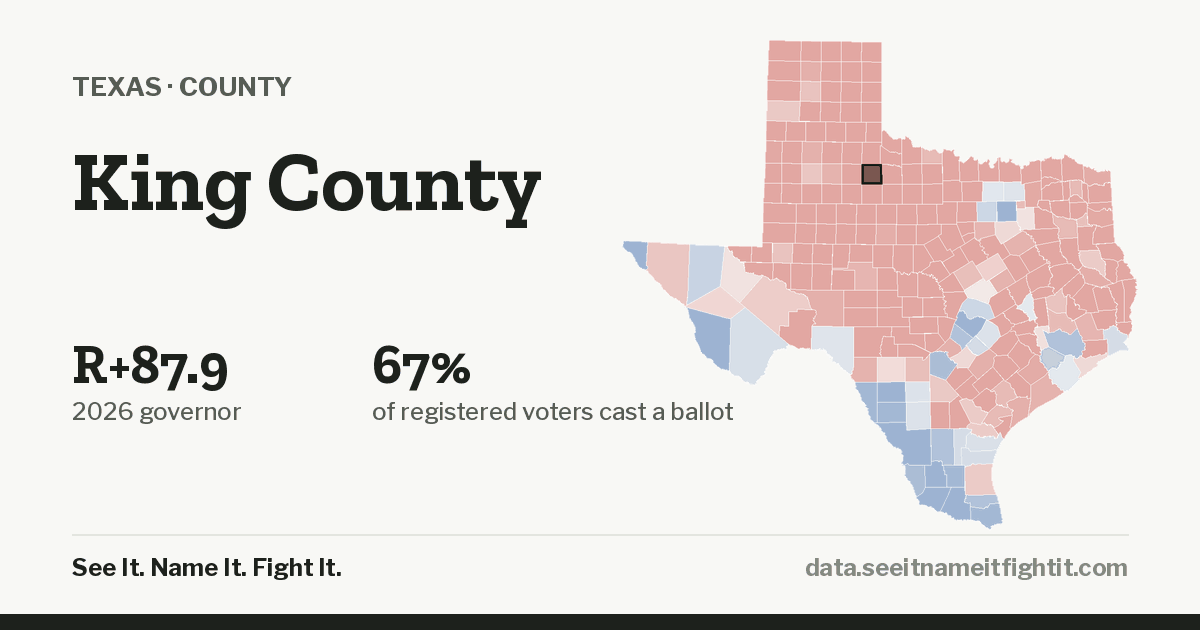 TEXAS · COUNTY
King County
R+87.9
2026 governor
67%
of registered voters cast a ballot
See It. Name It. Fight It.
data.seeitnameitfightit.com